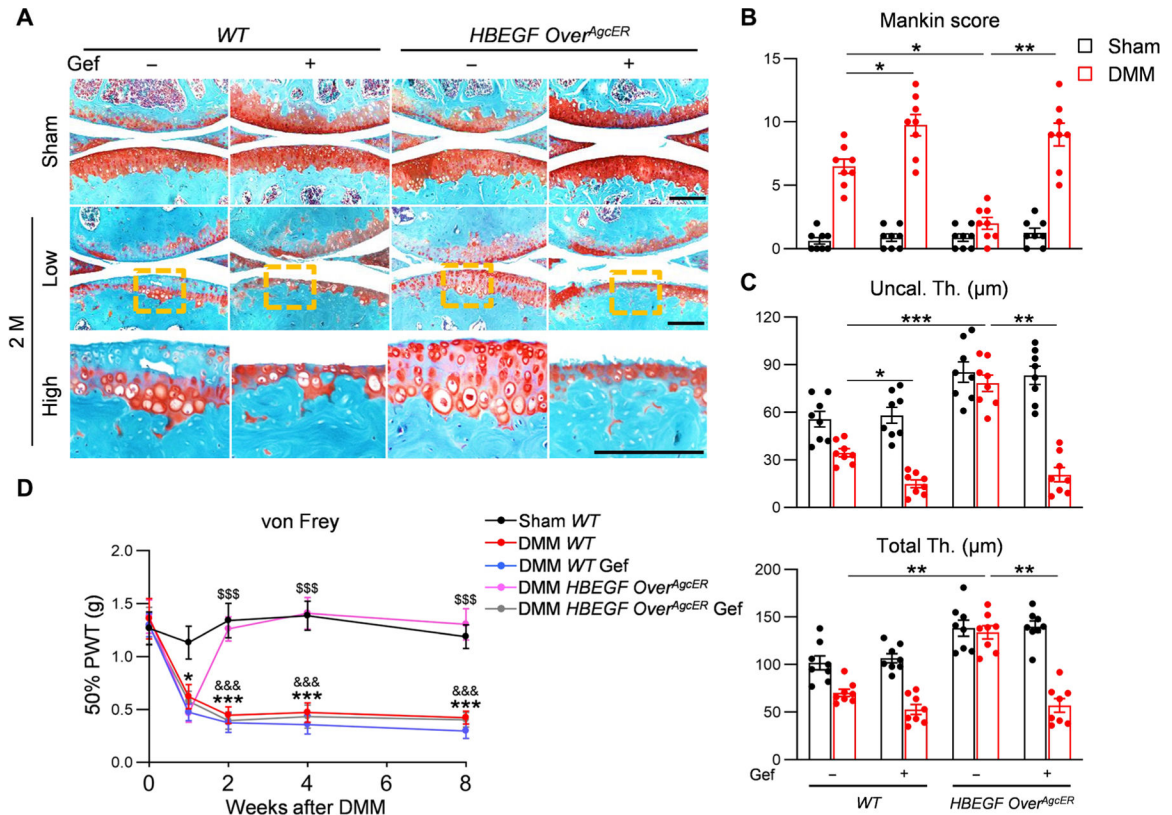 A
WT
HBEGF Over^AgcER
Gef – + – +
Sham
2 M
Low
High
B
Mankin score
Sham
DMM
* **
*
15
10
5
0
C
Uncal. Th. (μm)
120
90
60
30
0
*** **
*
Total Th. (μm)
200
150
100
50
0
** **
Gef – + – +
WT HBEGF Over^AgcER
D
von Frey
Sham WT
DMM WT
DMM WT Gef
DMM HBEGF Over^AgcER
DMM HBEGF Over^AgcER Gef
50% PWT (g)
2.0
1.5
1.0
0.5
0.0
$$$ $$$ $$$
&&& &&& &&&
* *** *** ***
0 2 4 6 8
Weeks after DMM